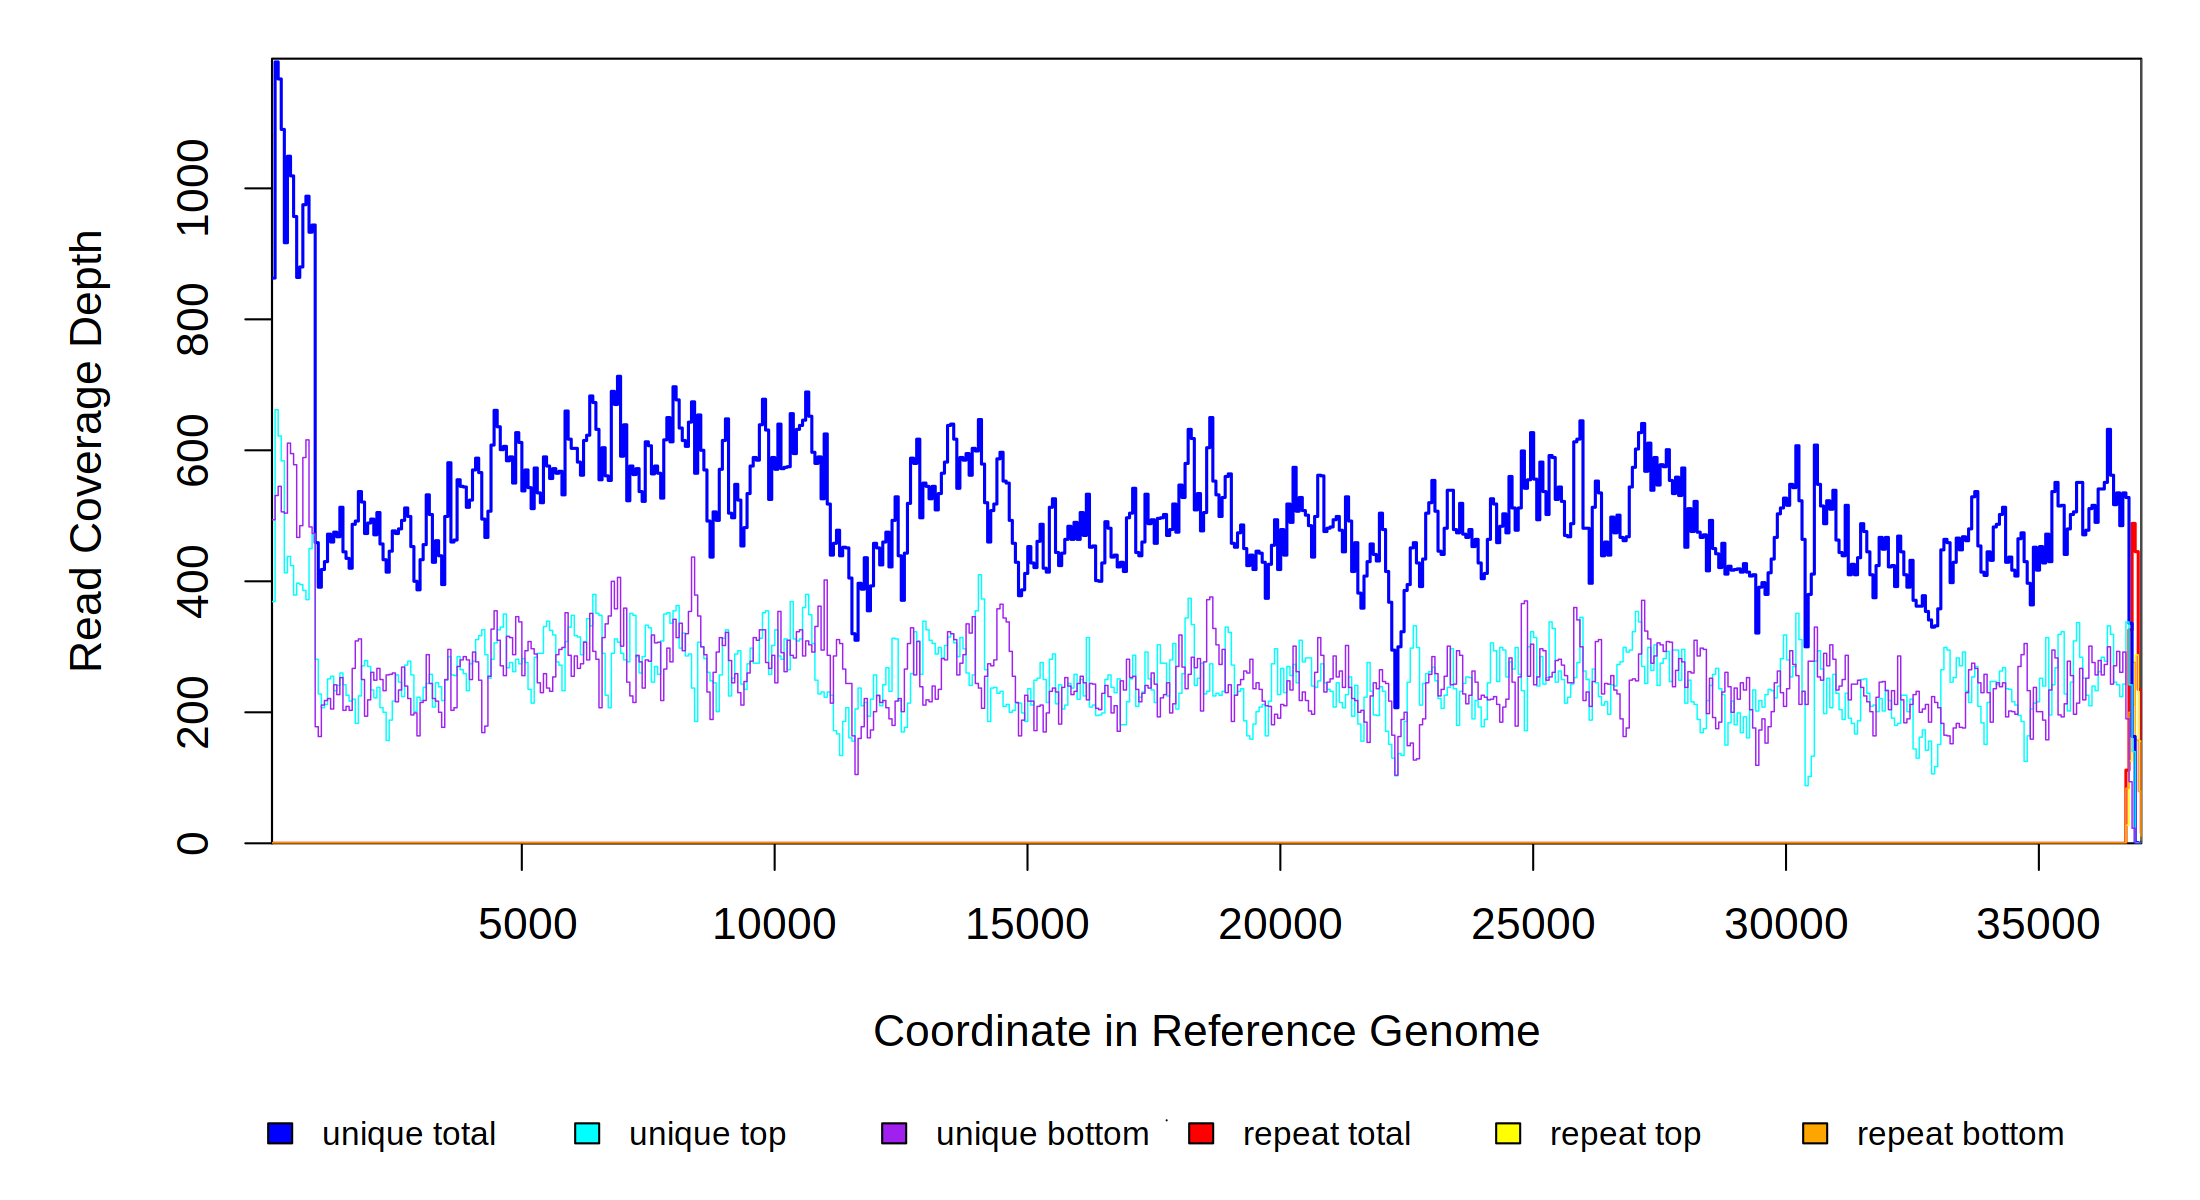 Read Coverage Depth
1000
800
600
400
200
0
5000 10000 15000 20000 25000 30000 35000
Coordinate in Reference Genome
unique total unique top unique bottom repeat total repeat top repeat bottom